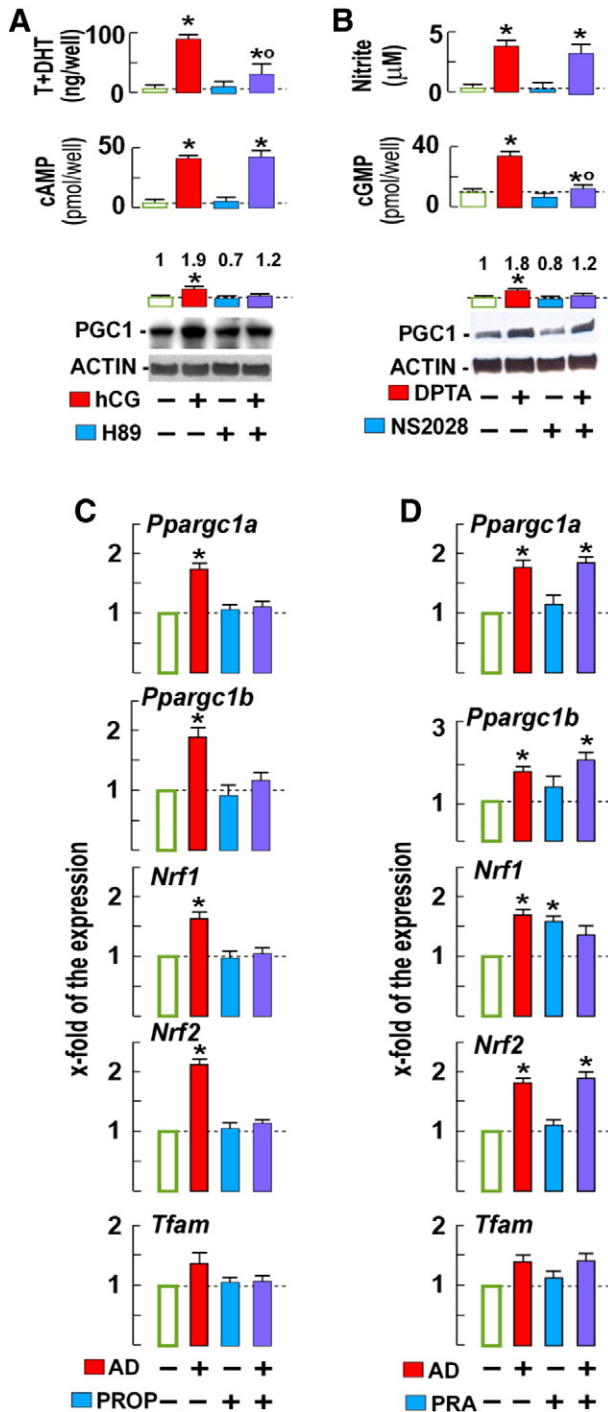 A
T+DHT
(ng/well)
100
0
*
*o
cAMP
(pmol/well)
50
0
*
*
1 1.9 0.7 1.2
*
PGC1 -
ACTIN -
hCG − + − +
H89 − − + +
B
Nitrite
(µM)
5
0
*
*
cGMP
(pmol/well)
40
0
*
*o
1 1.8 0.8 1.2
*
PGC1 -
ACTIN -
DPTA − + − +
NS2028 − − + +
C
x-fold of the expression
Ppargc1a
2
1
*
Ppargc1b
2
1
*
Nrf1
2
1
*
Nrf2
2
1
*
Tfam
2
1
AD − + − +
PROP − − + +
D
x-fold of the expression
Ppargc1a
2
1
*
*
Ppargc1b
3
1
*
*
Nrf1
2
1
*
*
Nrf2
2
1
*
*
Tfam
2
1
AD − + − +
PRA − − + +